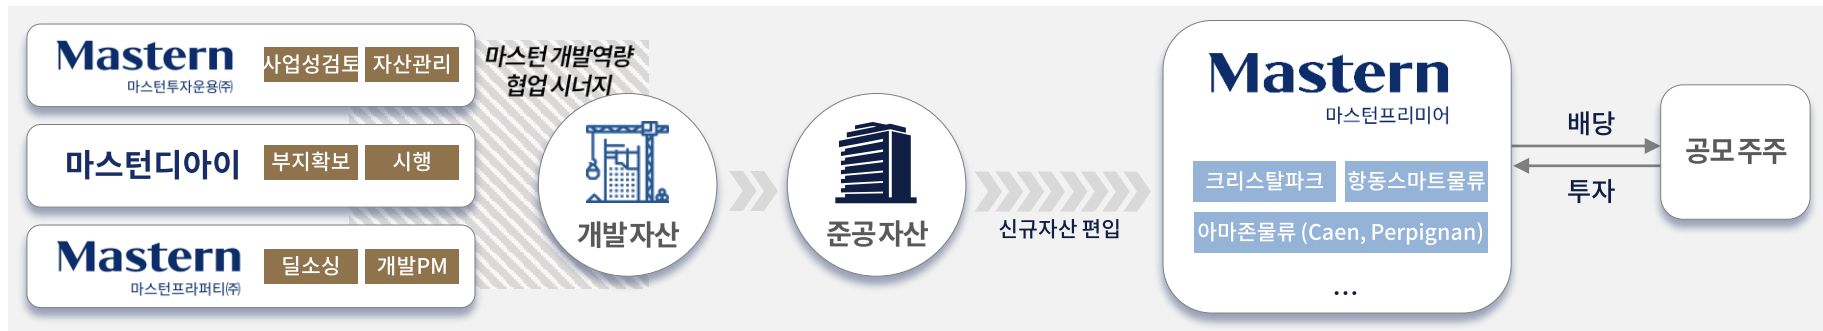 Mastern
마스턴투자운용㈜
사업성검토
자산관리
마스턴디아이
부지확보
시행
Mastern
마스턴프라퍼티㈜
딜소싱
개발PM
마스턴 개발역량
협업 시너지
개발자산
준공자산
신규자산 편입
Mastern
마스턴프리미어
크리스탈파크
항동스마트물류
아마존물류 (Caen, Perpignan)
...
배당
투자
공모 주주